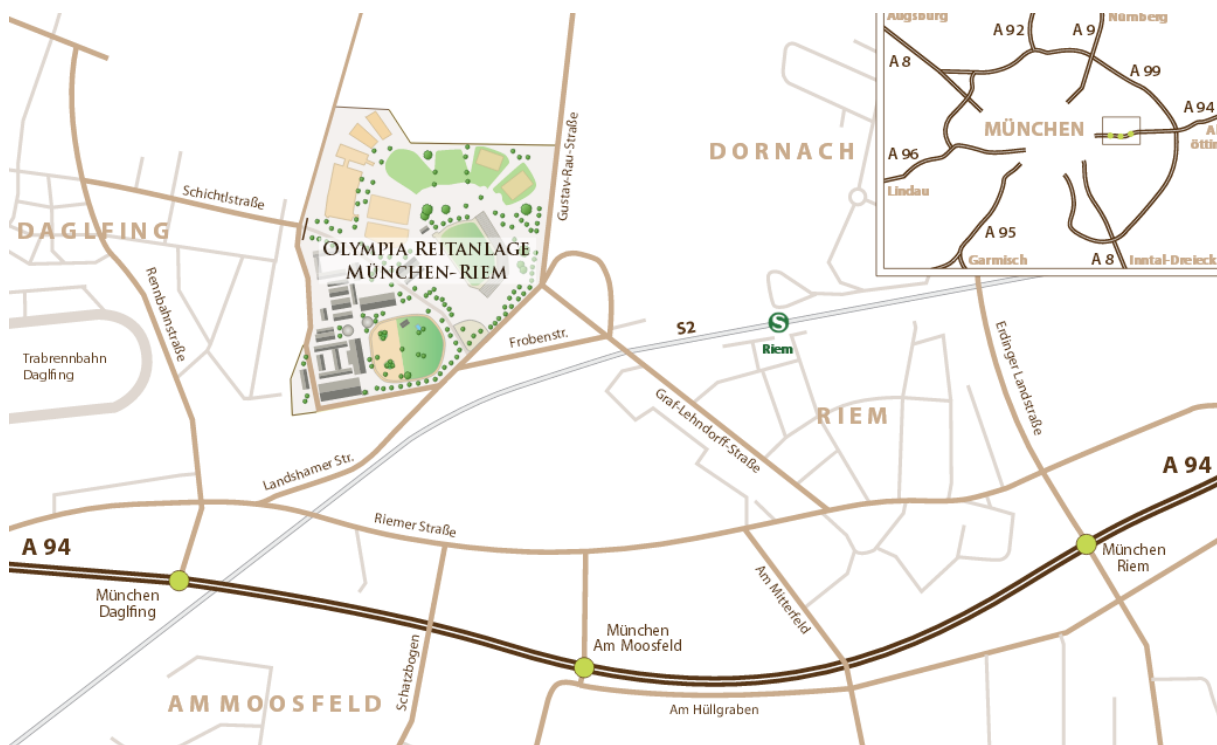 Augsburg
Nürnberg
A 92
A 9
A 8
A 99
A 94
MÜNCHEN
A 96
Lindau
A 95
Garmisch
A 8
Inntal-Dreieck
DORNACH
Schichtlstraße
Gustav-Rau-Straße
DAGLFING
OLYMPIA REITANLAGE
MÜNCHEN-RIEM
Rennbahnstraße
Trabrennbahn
Daglfing
Frobenstr.
S2
S
Riem
Erdinger Landstraße
RIEM
Graf-Lehndorff-Straße
Landshamer Str.
A 94
Riemer Straße
A 94
München
Daglfing
München
Riem
Am Mitterfeld
München
Am Moosfeld
Schatzbogen
AM MOOSFELD
Am Hüllgraben